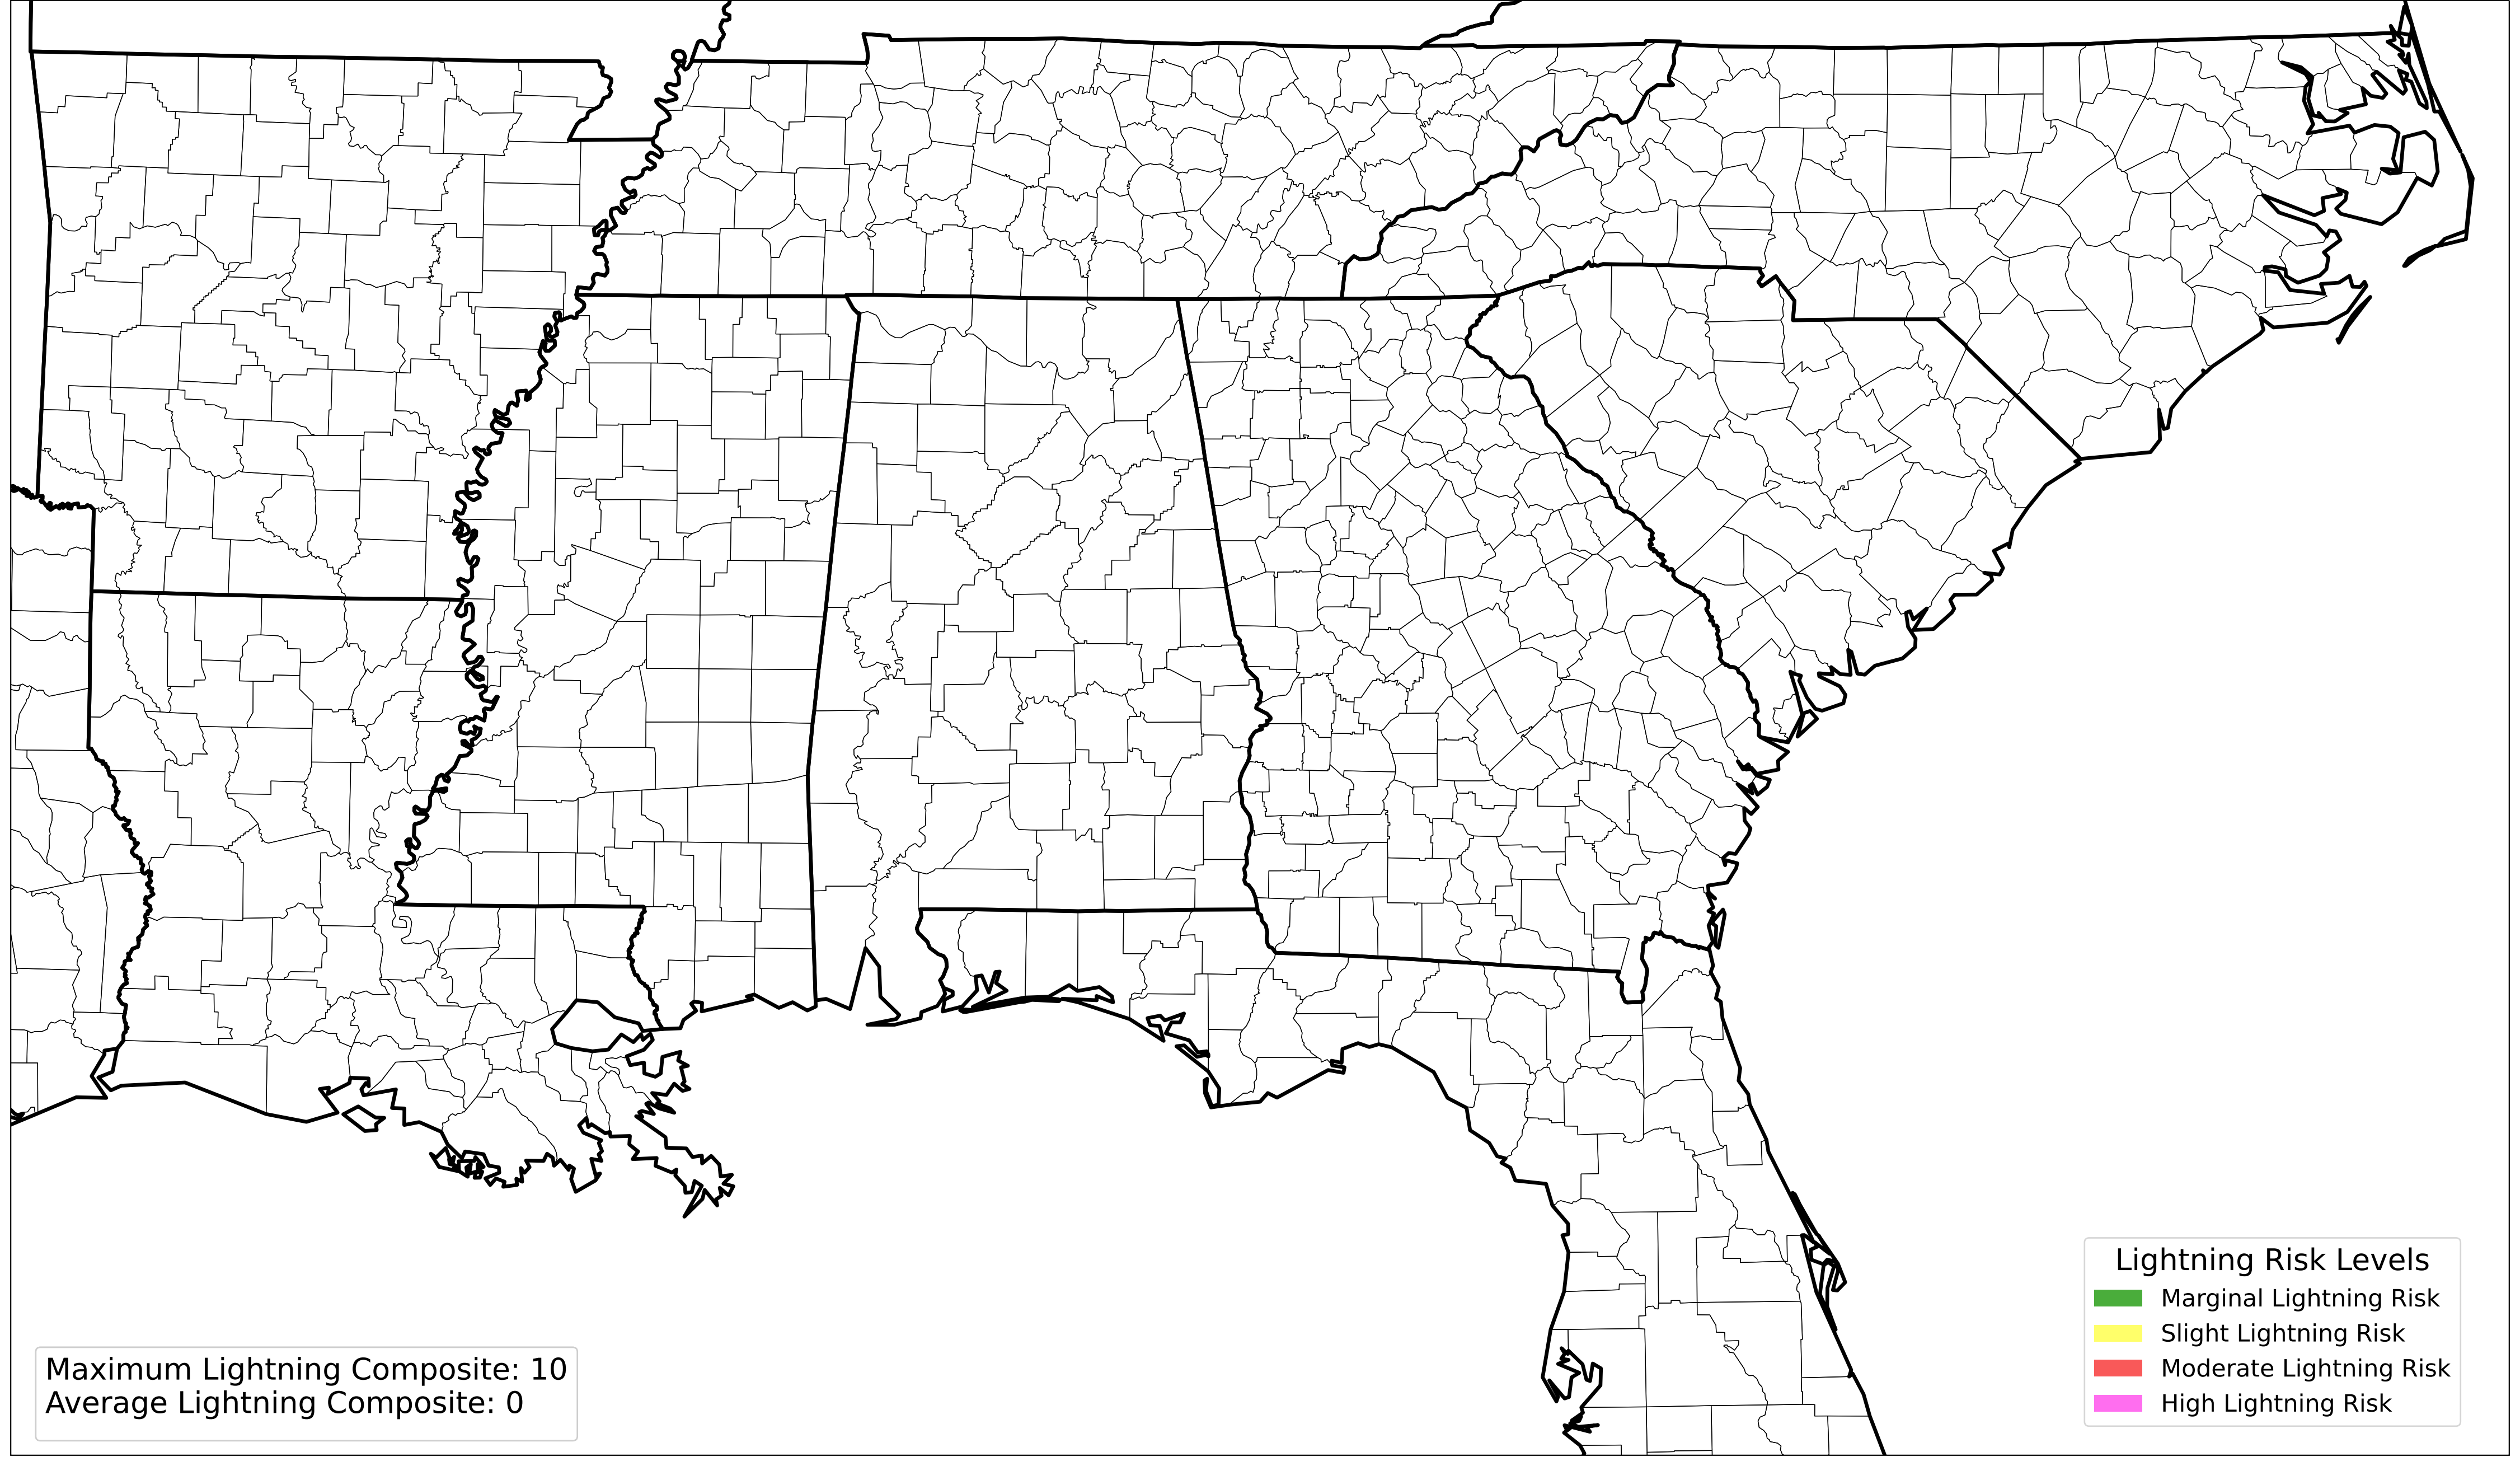 Maximum Lightning Composite: 10
Average Lightning Composite: 0
Lightning Risk Levels
Marginal Lightning Risk
Slight Lightning Risk
Moderate Lightning Risk
High Lightning Risk